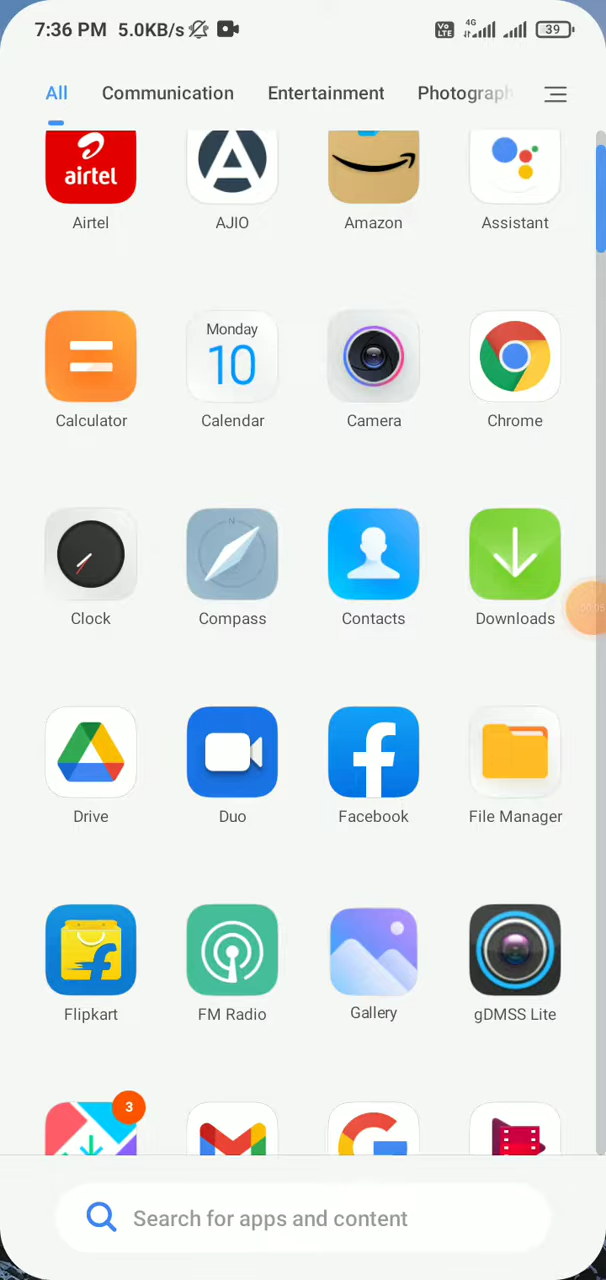 7:36 PM 5.0KB/s Vo LTE 4G 39
All Communication Entertainment Photograph
airtel
Airtel AJIO Amazon Assistant
Monday
10
Calculator Calendar Camera Chrome
N
Clock Compass Contacts Downloads
Drive Duo Facebook File Manager
Flipkart FM Radio Gallery gDMSS Lite
3
Search for apps and content